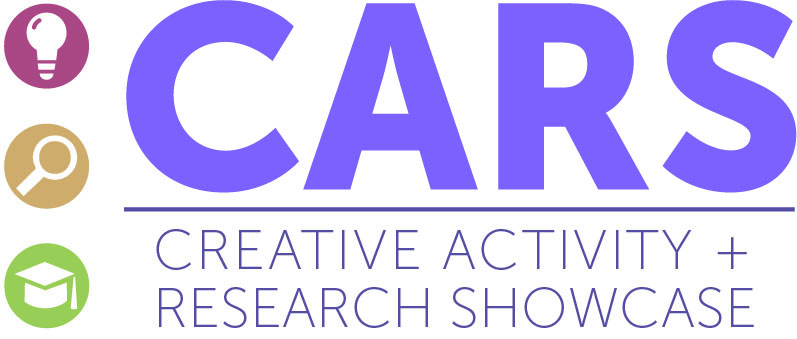 CARS
CREATIVE ACTIVITY +
RESEARCH SHOWCASE